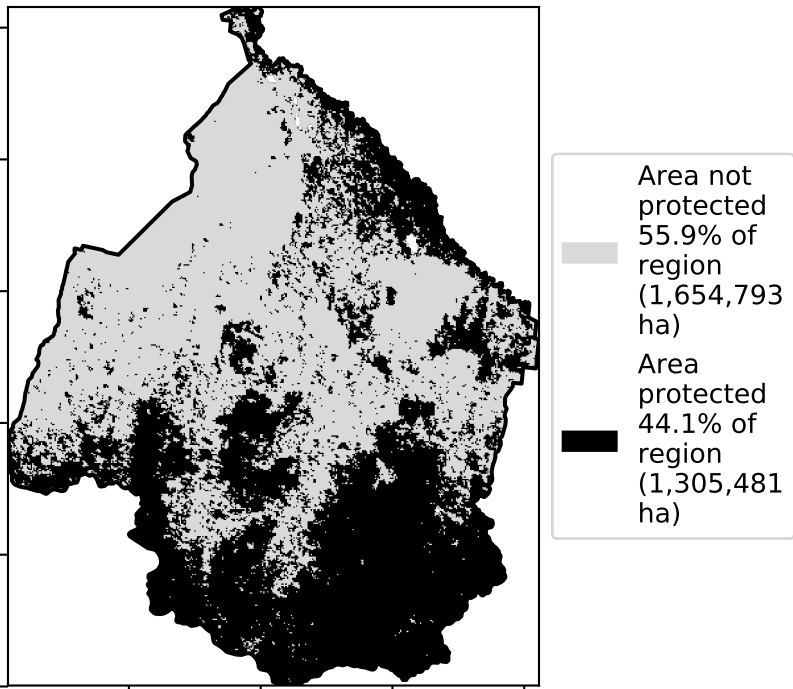 Area not
protected
55.9% of
region
(1,654,793
ha)
Area
protected
44.1% of
region
(1,305,481
ha)